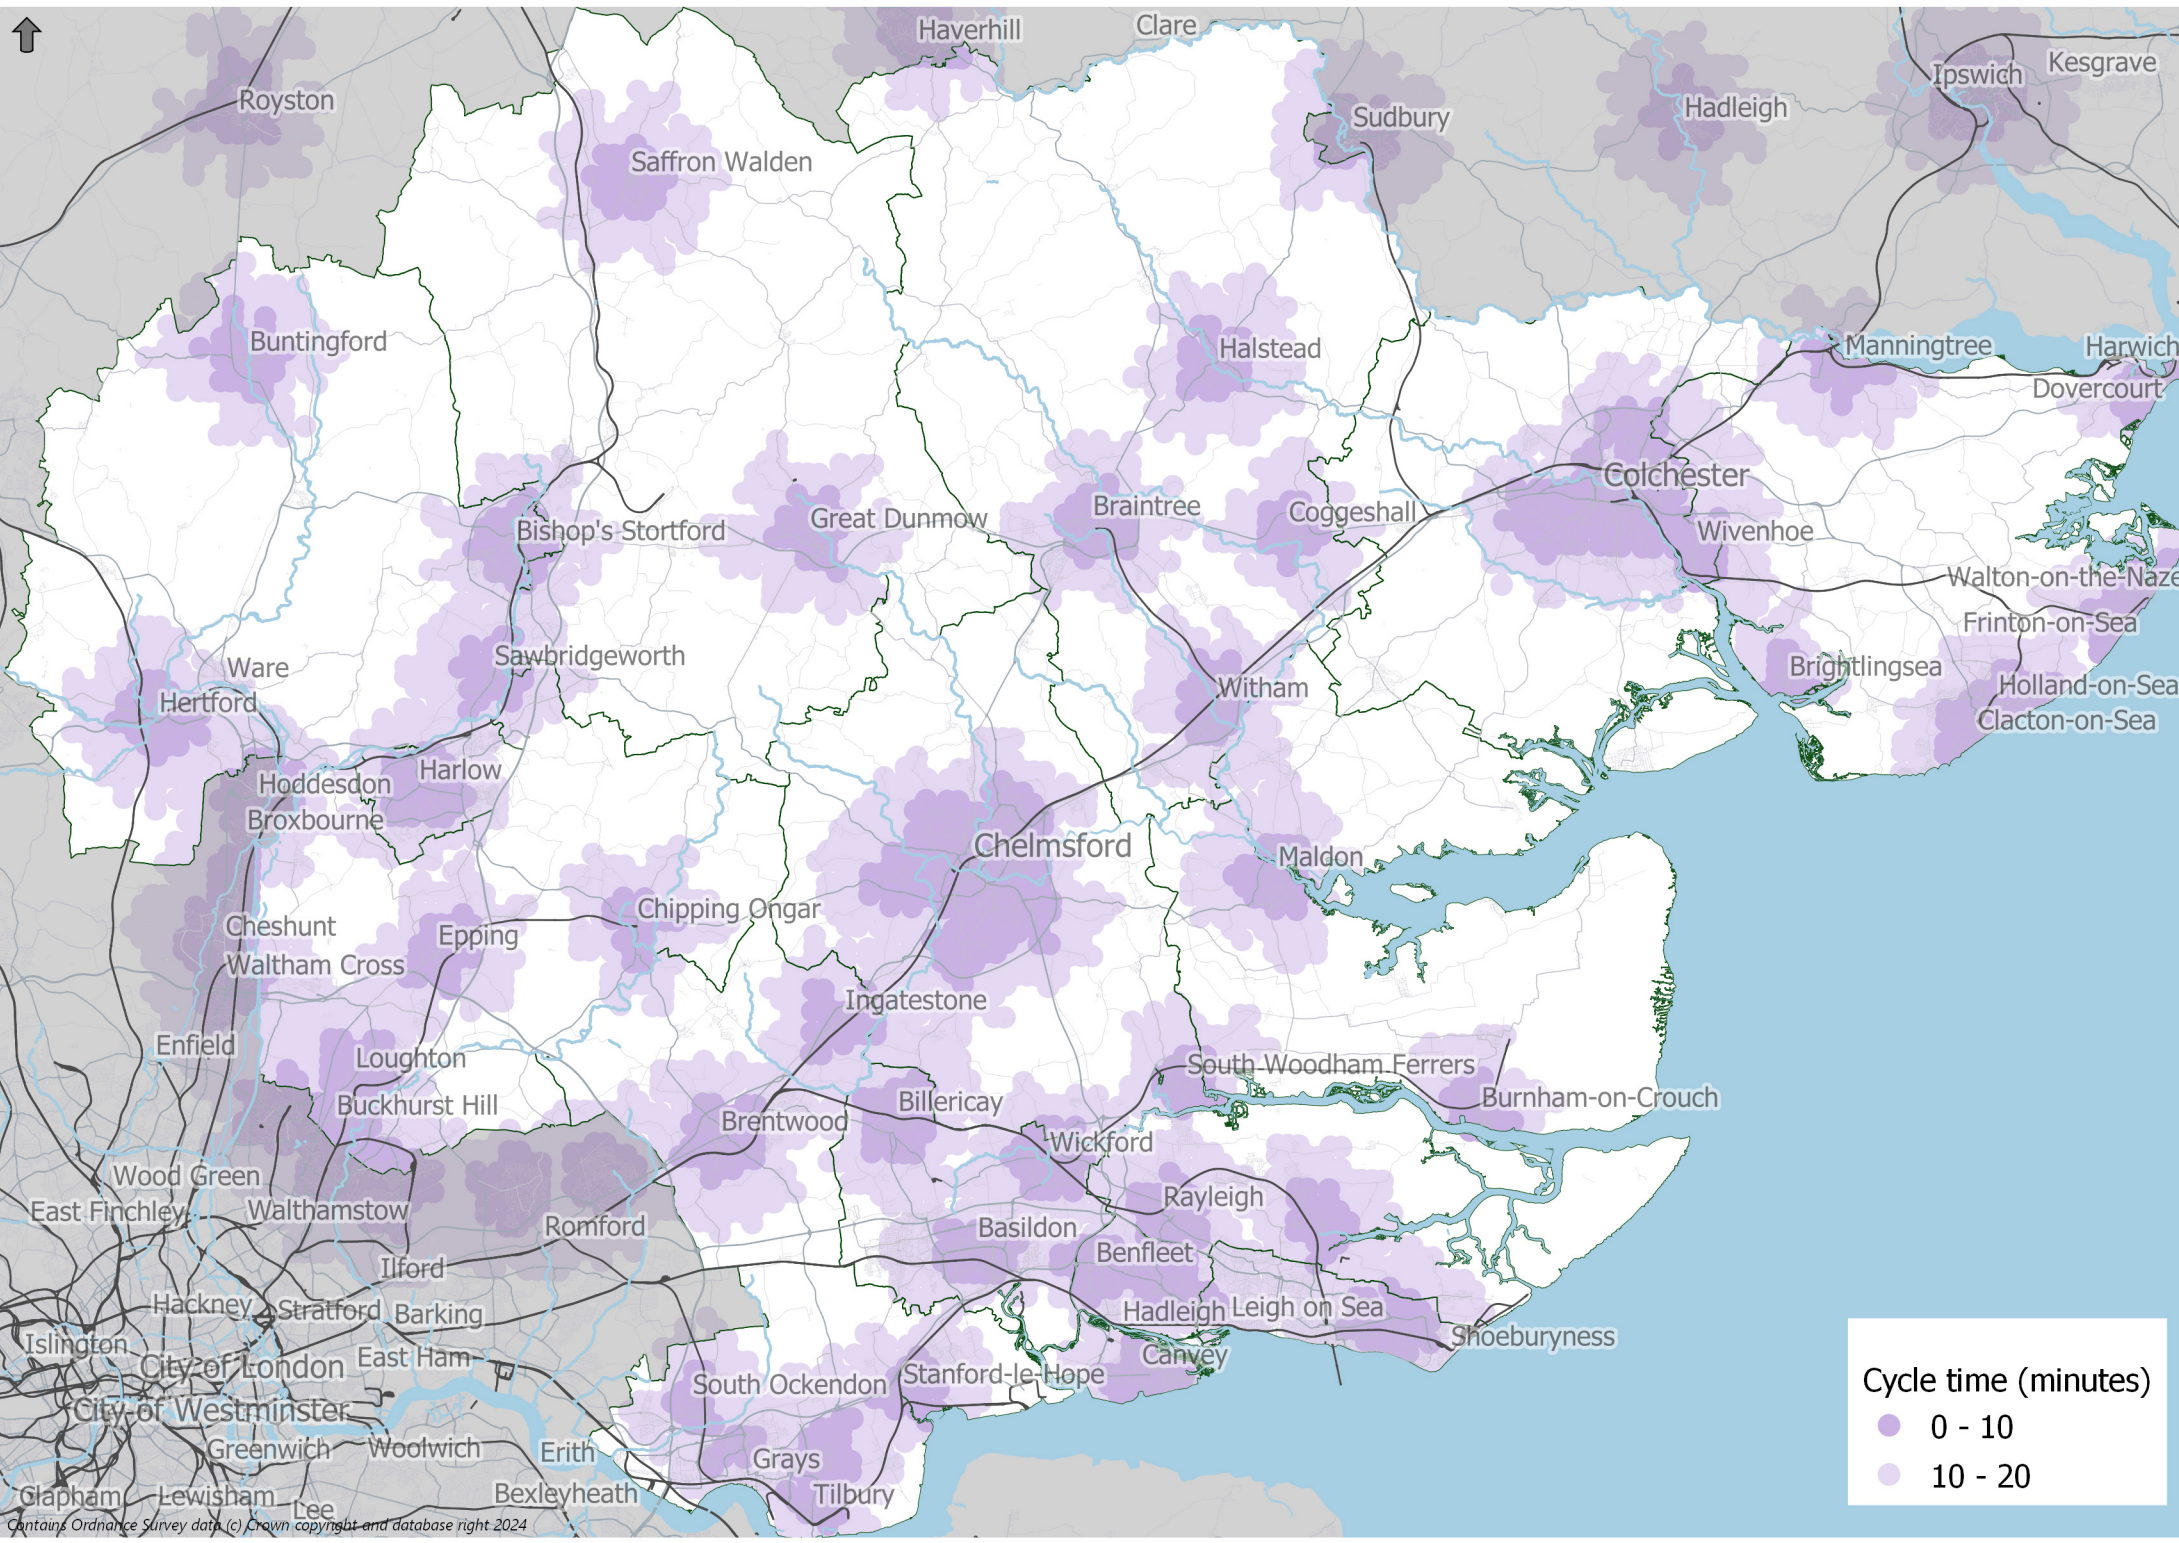 Haverhill
Clare
Kesgrave
Ipswich
Royston
Hadleigh
Sudbury
Saffron Walden
Buntingford
Halstead
Manningtree
Harwich
Dovercourt
Colchester
Braintree
Coggeshall
Great Dunmow
Bishop's Stortford
Wivenhoe
Walton-on-the-Naze
Frinton-on-Sea
Sawbridgeworth
Ware
Brightlingsea
Witham
Holland-on-Sea
Hertford
Clacton-on-Sea
Harlow
Hoddesdon
Broxbourne
Chelmsford
Maldon
Chipping Ongar
Cheshunt
Epping
Waltham Cross
Ingatestone
Enfield
Loughton
South Woodham Ferrers
Burnham-on-Crouch
Buckhurst Hill
Billericay
Brentwood
Wickford
Wood Green
Rayleigh
East Finchley
Walthamstow
Romford
Basildon
Benfleet
Ilford
Hackney
Stratford
Barking
Hadleigh
Leigh on Sea
Shoeburyness
Islington
City of London
East Ham
Canvey
Stanford-le-Hope
South Ockendon
City of Westminster
Greenwich
Woolwich
Erith
Grays
Clapham
Lewisham
Lee
Bexleyheath
Tilbury
Cycle time (minutes)
0 - 10
10 - 20
Contains Ordnance Survey data (c) Crown copyright and database right 2024